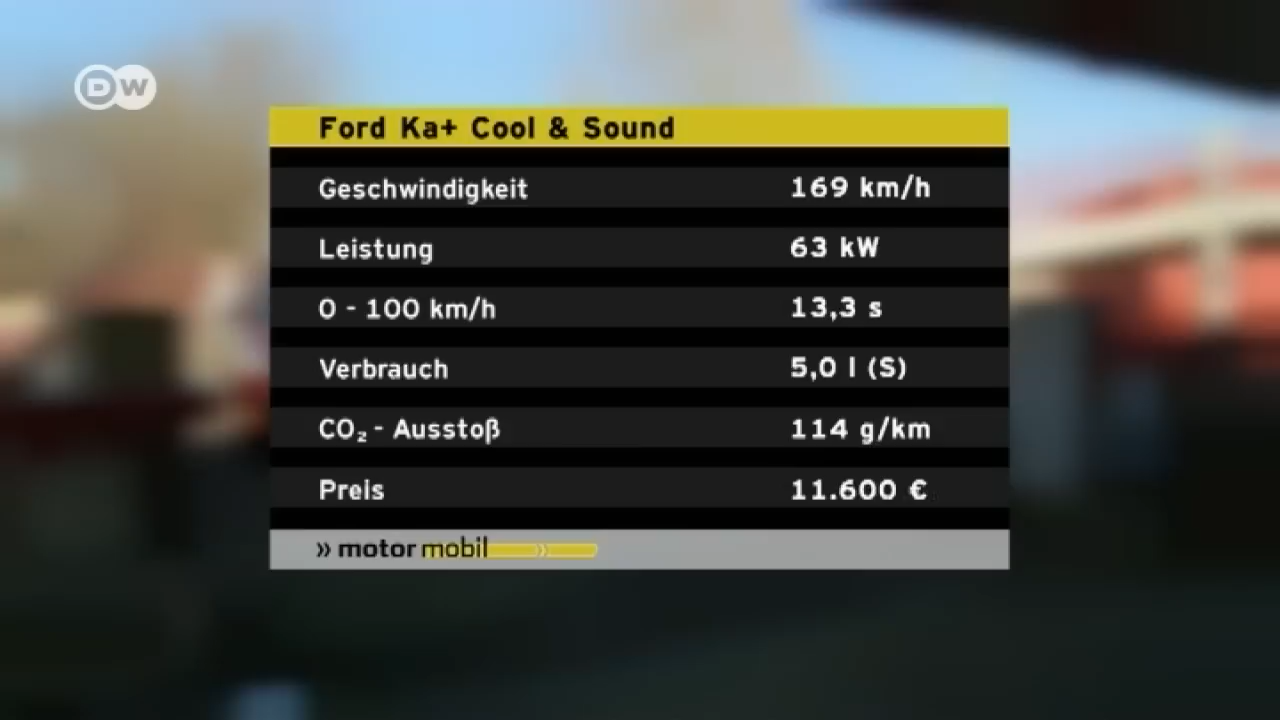 DW
Ford Ka+ Cool & Sound
Geschwindigkeit 169 km/h
Leistung 63 kW
0 - 100 km/h 13,3 s
Verbrauch 5,0 l (S)
CO₂ - Ausstoß 114 g/km
Preis 11.600 €
» motor mobil »